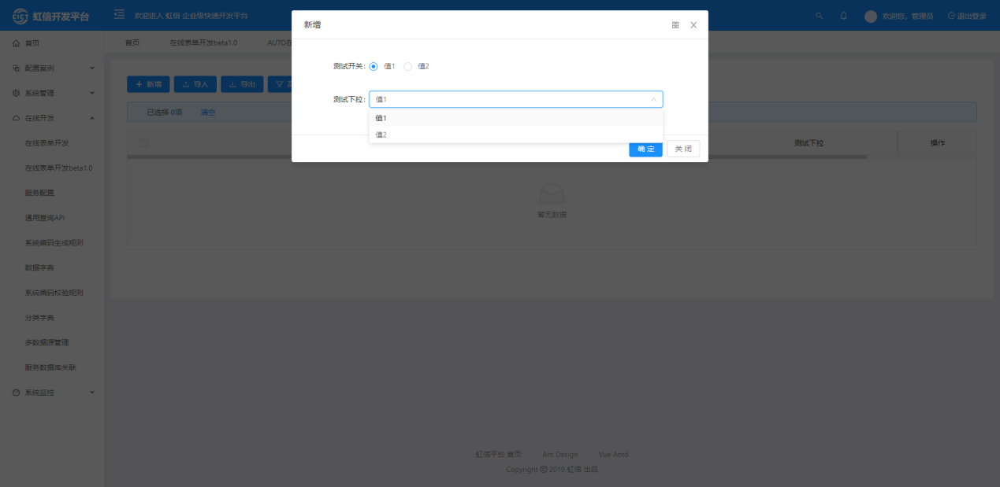 CICT 虹信开发平台
欢迎进入 虹信 企业级快速开发平台
欢迎您，管理员
退出登录
首页
配置案例
系统管理
在线开发
在线表单开发
在线表单开发beta1.0
服务配置
通用查询API
系统编码生成规则
数据字典
系统编码校验规则
分类字典
多数据源管理
服务数据库关联
系统监控
首页 在线表单开发beta1.0 AUTO在
新增 导入 导出
已选择 0项 清空
新增
测试开关: 值1 值2
测试下拉: 值1
值1
值2
确 定 关 闭
测试下拉 操作
暂无数据
虹信平台 首页 Ant Design Vue Antd
Copyright © 2019 虹信 出品